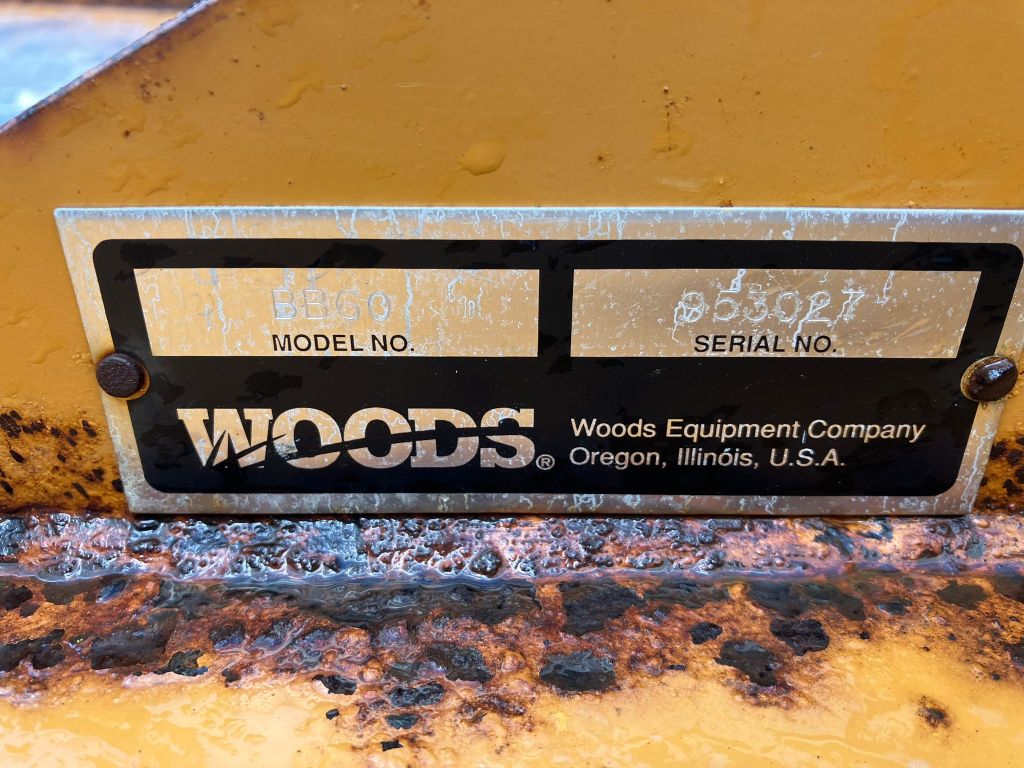 BB60
MODEL NO.
953027
SERIAL NO.
WOODS®
Woods Equipment Company
Oregon, Illinois, U.S.A.